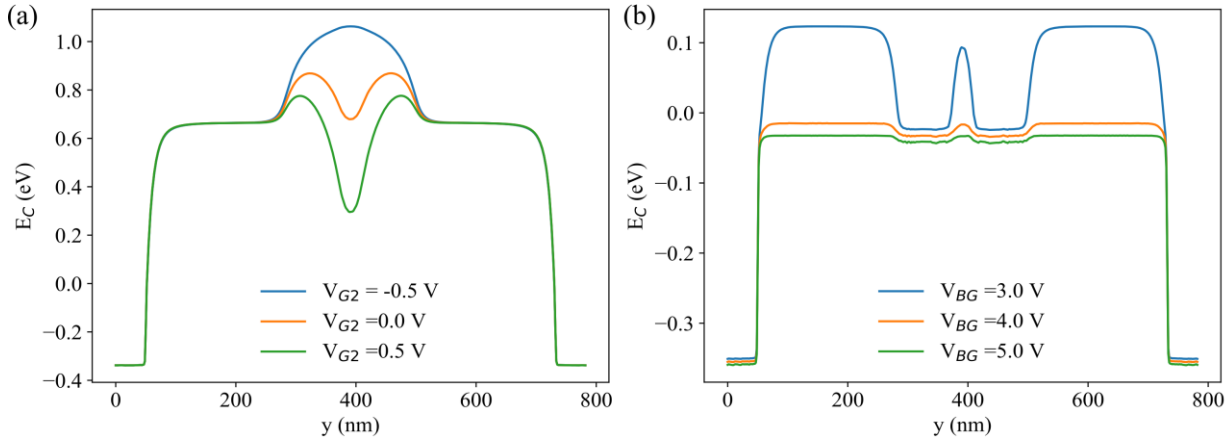 (a)
1.0
0.8
0.6
0.4
0.2
0.0
−0.2
−0.4
E_C (eV)
V_G2 = -0.5 V
V_G2 =0.0 V
V_G2 =0.5 V
0 200 400 600 800
y (nm)
(b)
0.1
0.0
−0.1
−0.3
E_C (eV)
V_BG =3.0 V
V_BG =4.0 V
V_BG =5.0 V
0 200 400 600 800
y (nm)